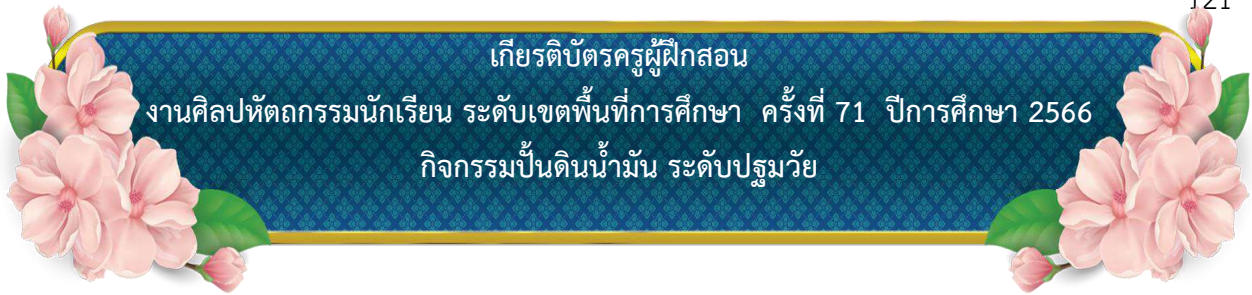 121
เกียรติบัตรครูผู้ฝึกสอน
งานศิลปหัตถกรรมนักเรียน ระดับเขตพื้นที่การศึกษา ครั้งที่ 71 ปีการศึกษา 2566
กิจกรรมปั้นดินน้ำมัน ระดับปฐมวัย